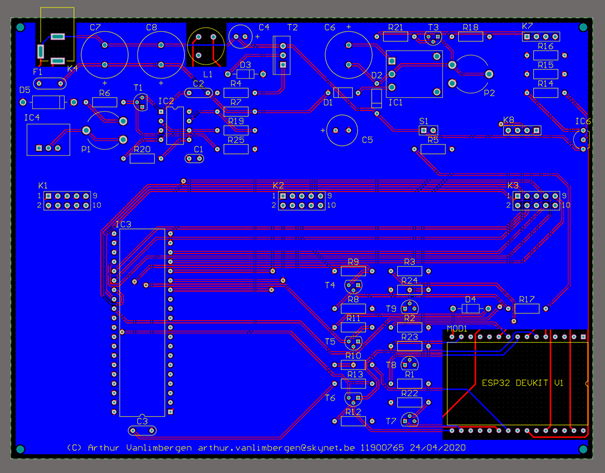 C7 C8 C4 T2 C6 R21 T3 R18 K7
R16
K4 L1
F1 D3 R15
D5 R6 T1 C2 R4 D2 R14 P2
IC2 D1 IC1
R7
IC4 R19 S1 K8 IC6
P1 C5
R20 C1 R25 R5
K1 K2 K3
1 9 1 9 1 9
2 10 2 10 2 10
IC3
R9 R3
T4 R24
R8 T9 D4 R17
R11 R2
MOD1
T5 R23
R10 T8
R13 R1 ESP32 DEVKIT V1
T6 R22
R12 T7
C3
(C) Arthur Vanlimbergen arthur.vanlimbergen@skynet.be 11900765 24/04/2020